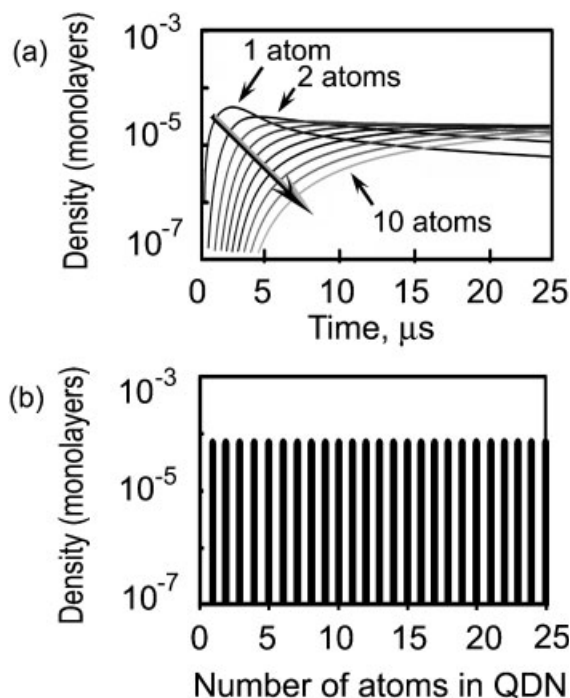 (a)
Density (monolayers)
10⁻³
10⁻⁵
10⁻⁷
1 atom
2 atoms
10 atoms
0 5 10 15 20 25
Time, μs
(b)
Density (monolayers)
10⁻³
10⁻⁵
10⁻⁷
0 5 10 15 20 25
Number of atoms in QDN